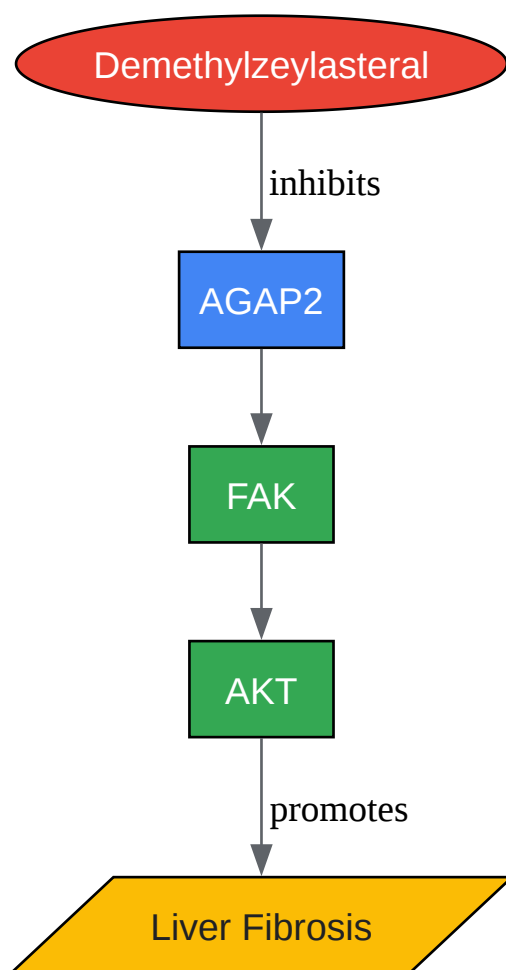 Demethylzeylasteral
inhibits
AGAP2
FAK
AKT
promotes
Liver Fibrosis